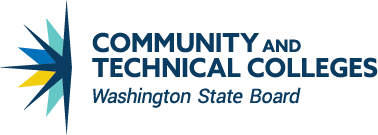 COMMUNITY AND
TECHNICAL COLLEGES
Washington State Board